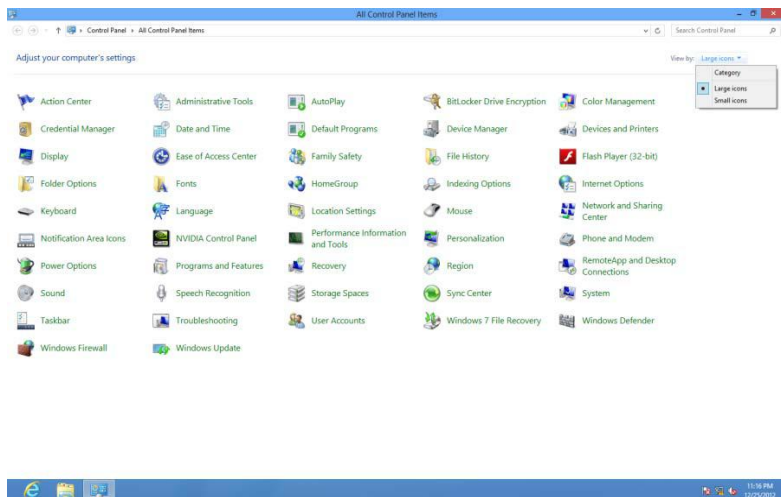 All Control Panel Items
Control Panel All Control Panel Items Search Control Panel
Adjust your computer's settings View by: Large icons
Category
Large icons
Small icons
Action Center Administrative Tools AutoPlay BitLocker Drive Encryption Color Management
Credential Manager Date and Time Default Programs Device Manager Devices and Printers
Display Ease of Access Center Family Safety File History Flash Player (32-bit)
Folder Options Fonts HomeGroup Indexing Options Internet Options
Keyboard Language Location Settings Mouse Network and Sharing
Center
Notification Area Icons NVIDIA Control Panel Performance Information
and Tools Personalization Phone and Modem
Power Options Programs and Features Recovery Region RemoteApp and Desktop
Connections
Sound Speech Recognition Storage Spaces Sync Center System
Taskbar Troubleshooting User Accounts Windows 7 File Recovery Windows Defender
Windows Firewall Windows Update
11:16 PM
12/25/2012